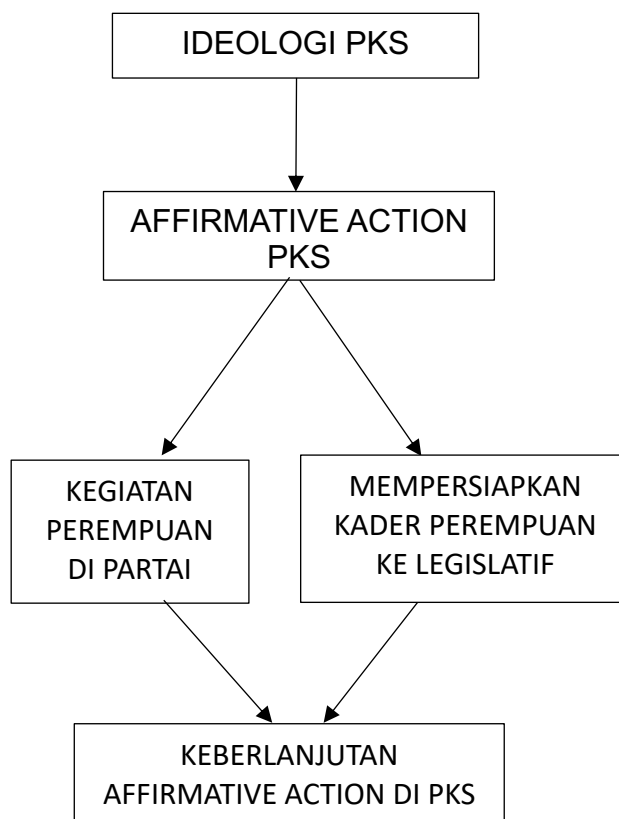 IDEOLOGI PKS
AFFIRMATIVE ACTION
PKS
KEGIATAN
PEREMPUAN
DI PARTAI
MEMPERSIAPKAN
KADER PEREMPUAN
KE LEGISLATIF
KEBERLANJUTAN
AFFIRMATIVE ACTION DI PKS